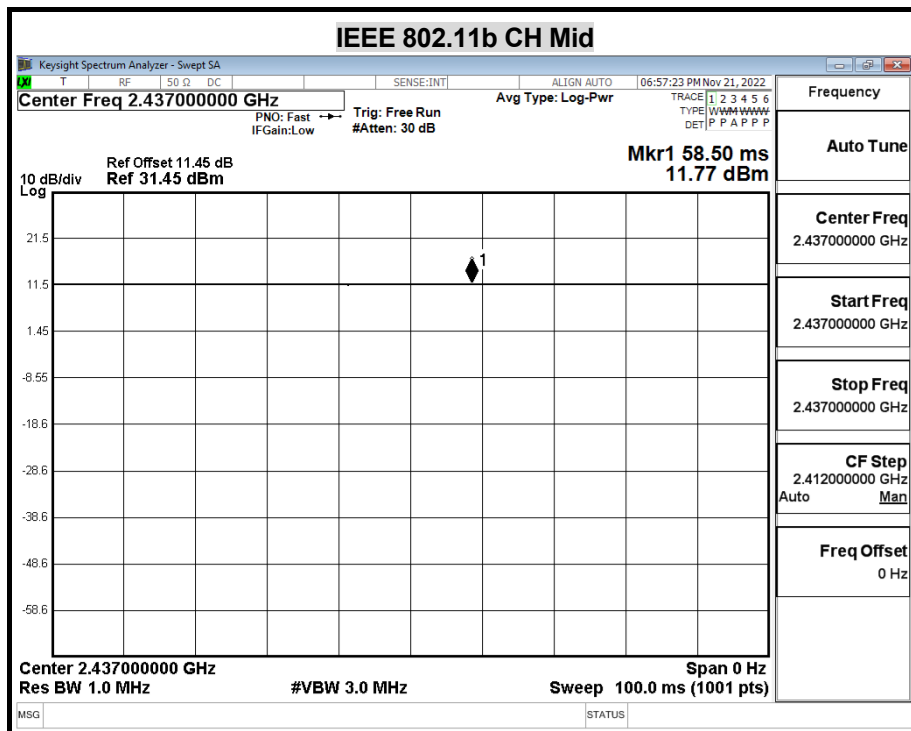 IEEE 802.11b CH Mid
Keysight Spectrum Analyzer - Swept SA
LXI T RF 50 Ω DC SENSE:INT ALIGN AUTO 06:57:23 PM Nov 21, 2022
Center Freq 2.437000000 GHz
PNO: Fast
IFGain:Low
Trig: Free Run
#Atten: 30 dB
Avg Type: Log-Pwr
TRACE 1 2 3 4 5 6
TYPE WWMWWWW
DET P P A P P P
Frequency
Mkr1 58.50 ms
11.77 dBm
Ref Offset 11.45 dB
10 dB/div Ref 31.45 dBm
Log
1
21.5
11.5
1.45
-8.55
-18.6
-28.6
-38.6
-48.6
-58.6
Center 2.437000000 GHz Span 0 Hz
Res BW 1.0 MHz #VBW 3.0 MHz Sweep 100.0 ms (1001 pts)
Auto Tune
Center Freq
2.437000000 GHz
Start Freq
2.437000000 GHz
Stop Freq
2.437000000 GHz
CF Step
2.412000000 GHz
Auto Man
Freq Offset
0 Hz
MSG STATUS